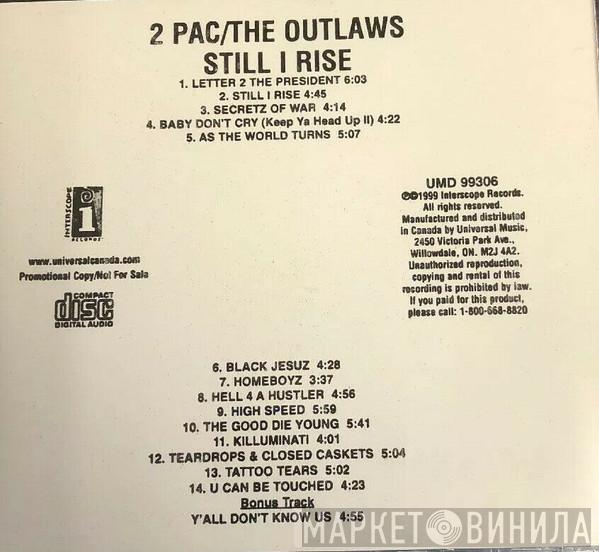 2 PAC/THE OUTLAWS
STILL I RISE
1. LETTER 2 THE PRESIDENT 6:03
2. STILL I RISE 4:45
3. SECRETZ OF WAR 4:14
4. BABY DON'T CRY (Keep Ya Head Up II) 4:22
5. AS THE WORLD TURNS 5:07
INTERSCOPE
i
RECORDS
www.universalcanada.com
Promotional Copy/Not For Sale
COMPACT
disc
DIGITAL AUDIO
UMD 99306
℗©1999 Interscope Records.
All rights reserved.
Manufactured and distributed
in Canada by Universal Music,
2450 Victoria Park Ave.,
Willowdale, ON. M2J 4A2.
Unauthorized reproduction,
copying and rental of this
recording is prohibited by law.
If you paid for this product,
please call: 1-800-668-8820
6. BLACK JESUZ 4:28
7. HOMEBOYZ 3:37
8. HELL 4 A HUSTLER 4:56
9. HIGH SPEED 5:59
10. THE GOOD DIE YOUNG 5:41
11. KILLUMINATI 4:01
12. TEARDROPS & CLOSED CASKETS 5:04
13. TATTOO TEARS 5:02
14. U CAN BE TOUCHED 4:23
Bonus Track
Y'ALL DON'T KNOW US 4:55
МАРКЕТ ВИНИЛА